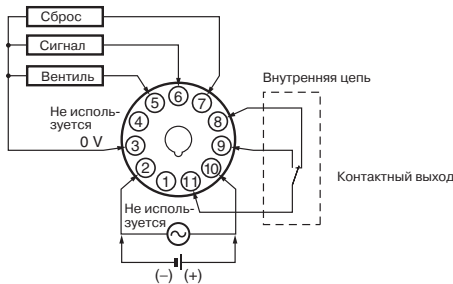 Сброс
Сигнал
Вентиль
Внутренняя цепь
Не исполь-
зуется
0 V
5
6
7
4
8
3
9
2
10
1
11
Контактный выход
Не исполь-
зуется
(−) (+)